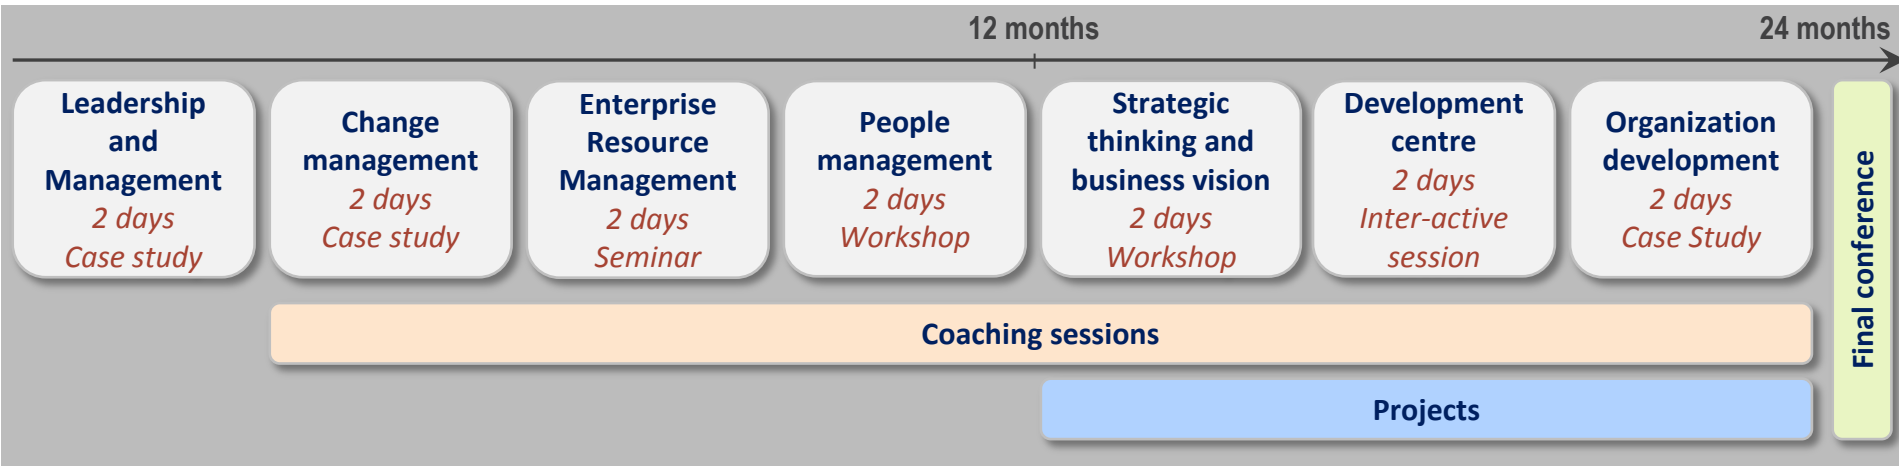 12 months
24 months
Leadership
and
Management
2 days
Case study
Change
management
2 days
Case study
Enterprise
Resource
Management
2 days
Seminar
People
management
2 days
Workshop
Strategic
thinking and
business vision
2 days
Workshop
Development
centre
2 days
Inter-active
session
Organization
development
2 days
Case Study
Final conference
Coaching sessions
Projects